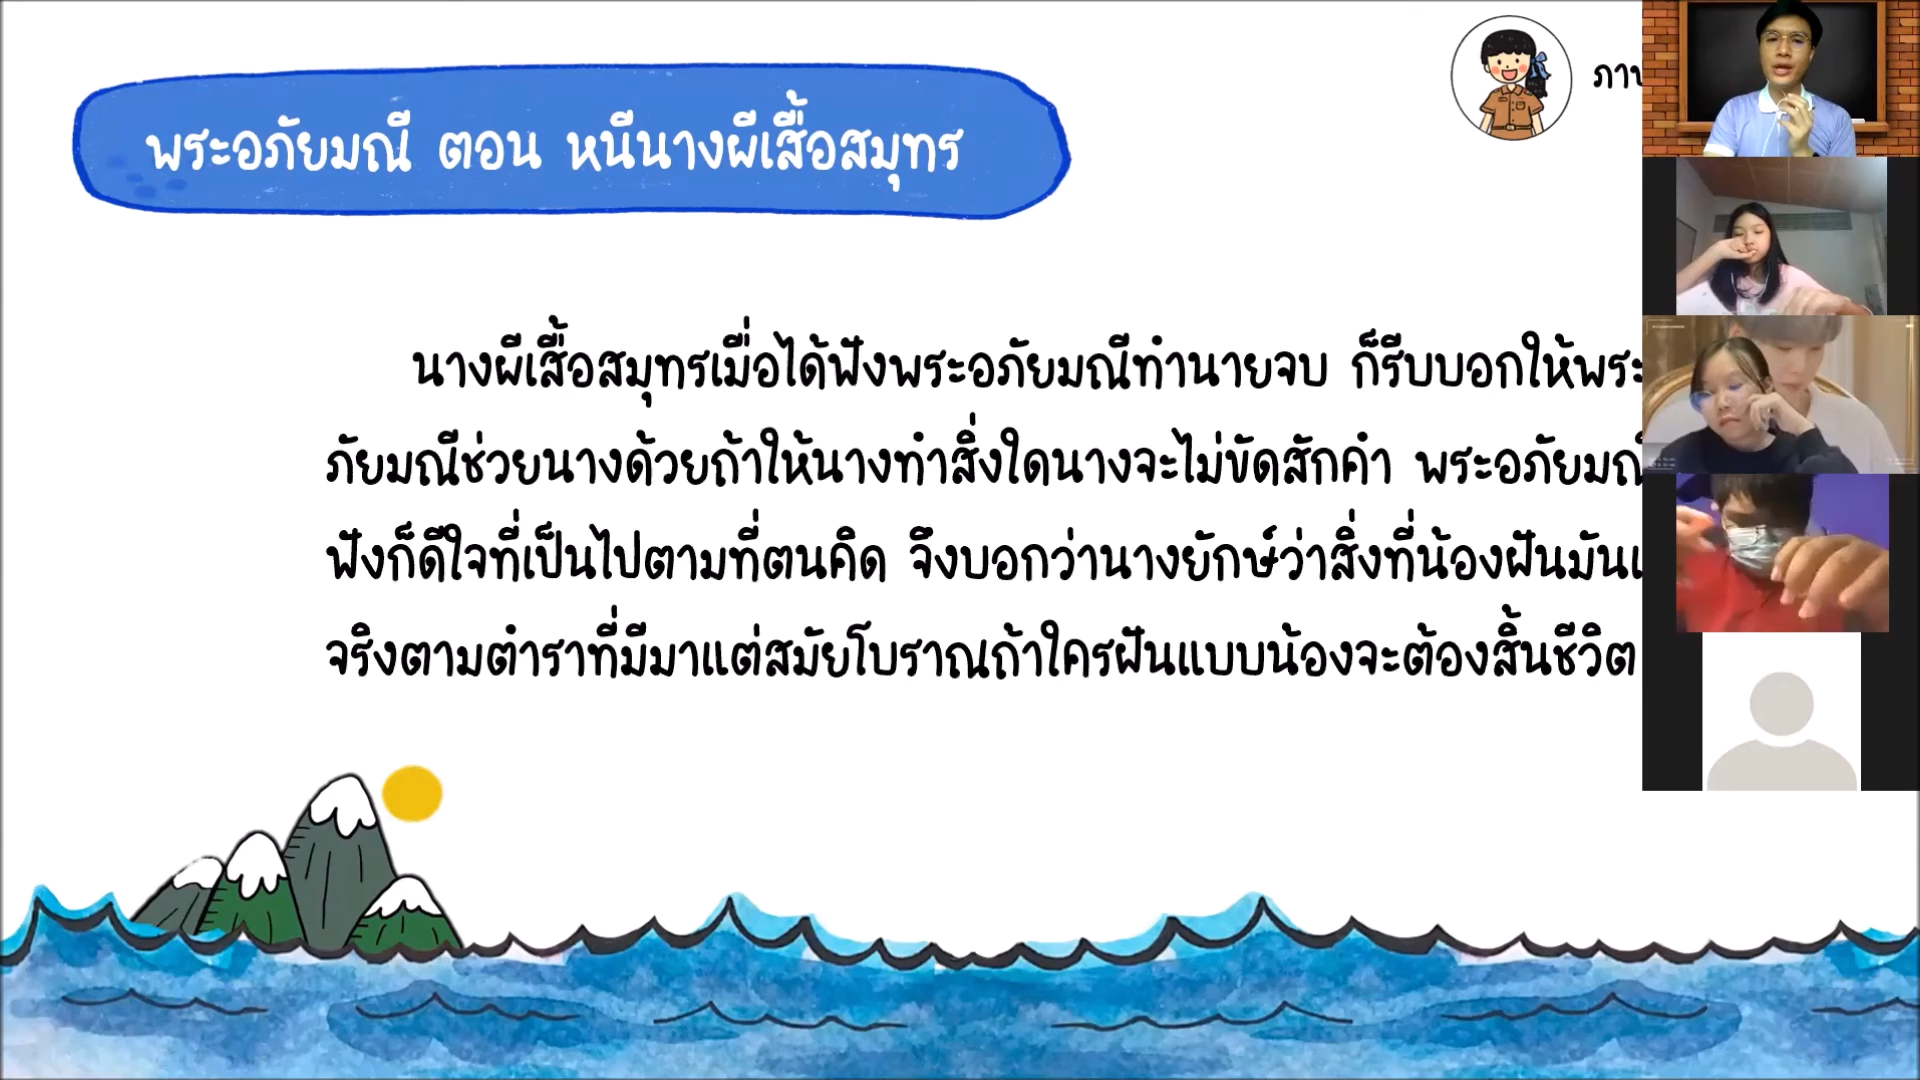 พระอภัยมณี ตอน หนีนางผีเสื้อสมุทร
นางผีเสื้อสมุทรเมื่อได้ฟังพระอภัยมณีทำนายจบ ก็รีบบอกให้พระ
ภัยมณีช่วยนางด้วยถ้าให้นางทำสิ่งใดนางจะไม่ขัดสักคำ พระอภัยมณี
ฟังก็ดีใจที่เป็นไปตามที่ตนคิด จึงบอกว่านางยักษ์ว่าสิ่งที่น้องฝันมัน
จริงตามตำราที่มีมาแต่สมัยโบราณถ้าใครฝันแบบน้องจะต้องสิ้นชีวิต